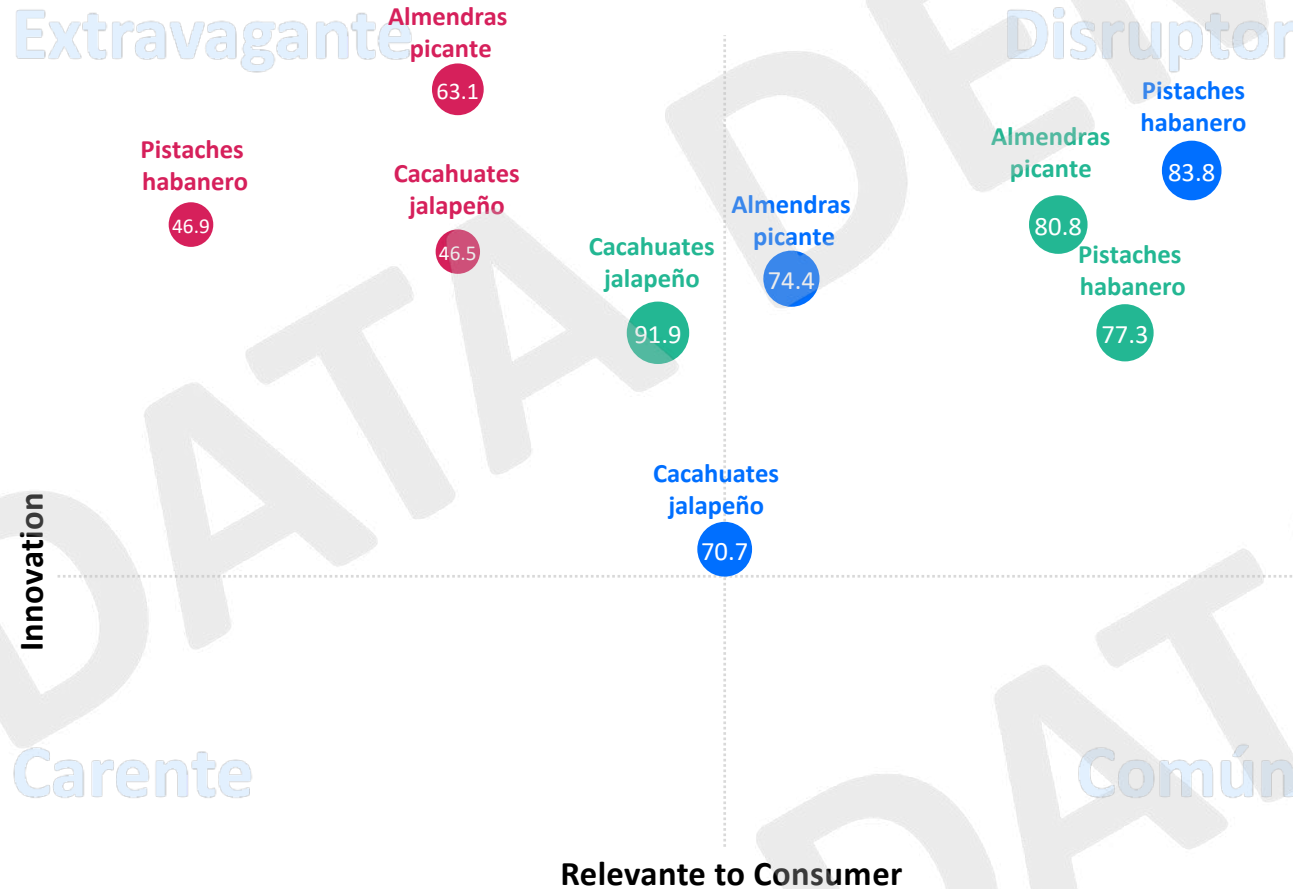 Extravagante
Almendras
picante
63.1
Disruptor
Pistaches
habanero
83.8
Almendras
picante
80.8
Pistaches
habanero
46.9
Cacahuates
jalapeño
46.5
Almendras
picante
74.4
Cacahuates
jalapeño
91.9
Pistaches
habanero
77.3
Cacahuates
jalapeño
70.7
Innovation
Carente
Común
Relevante to Consumer
DATA DEM
DAT